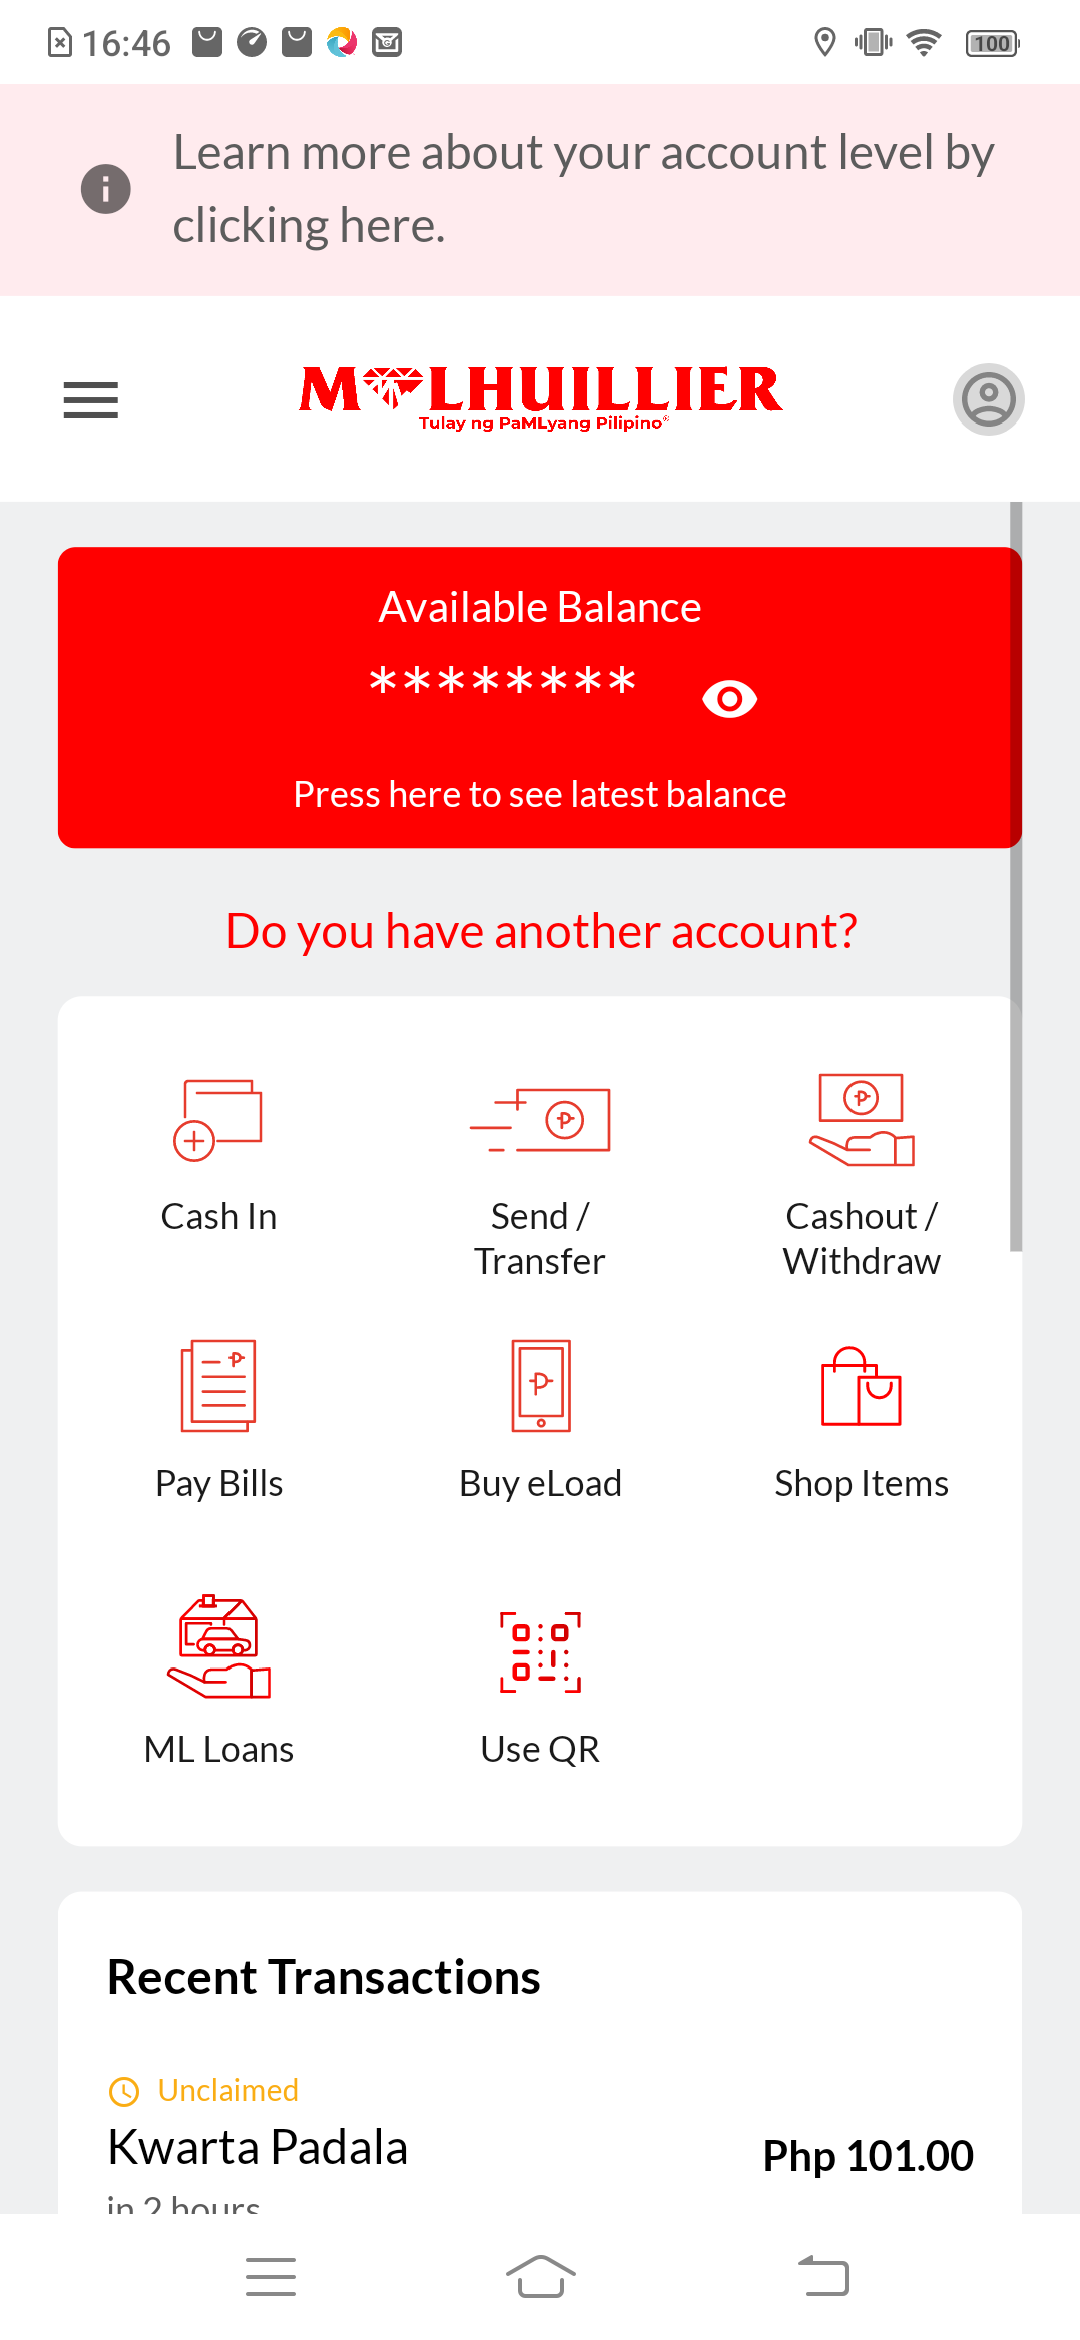 16:46
100
Learn more about your account level by
clicking here.
M LHUILLIER
Tulay ng PaMLyang Pilipino®
Available Balance
********
Press here to see latest balance
Do you have another account?
Cash In
Send /
Transfer
Cashout /
Withdraw
Pay Bills
Buy eLoad
Shop Items
ML Loans
Use QR
Recent Transactions
Unclaimed
Kwarta Padala
Php 101.00
in 2 hours